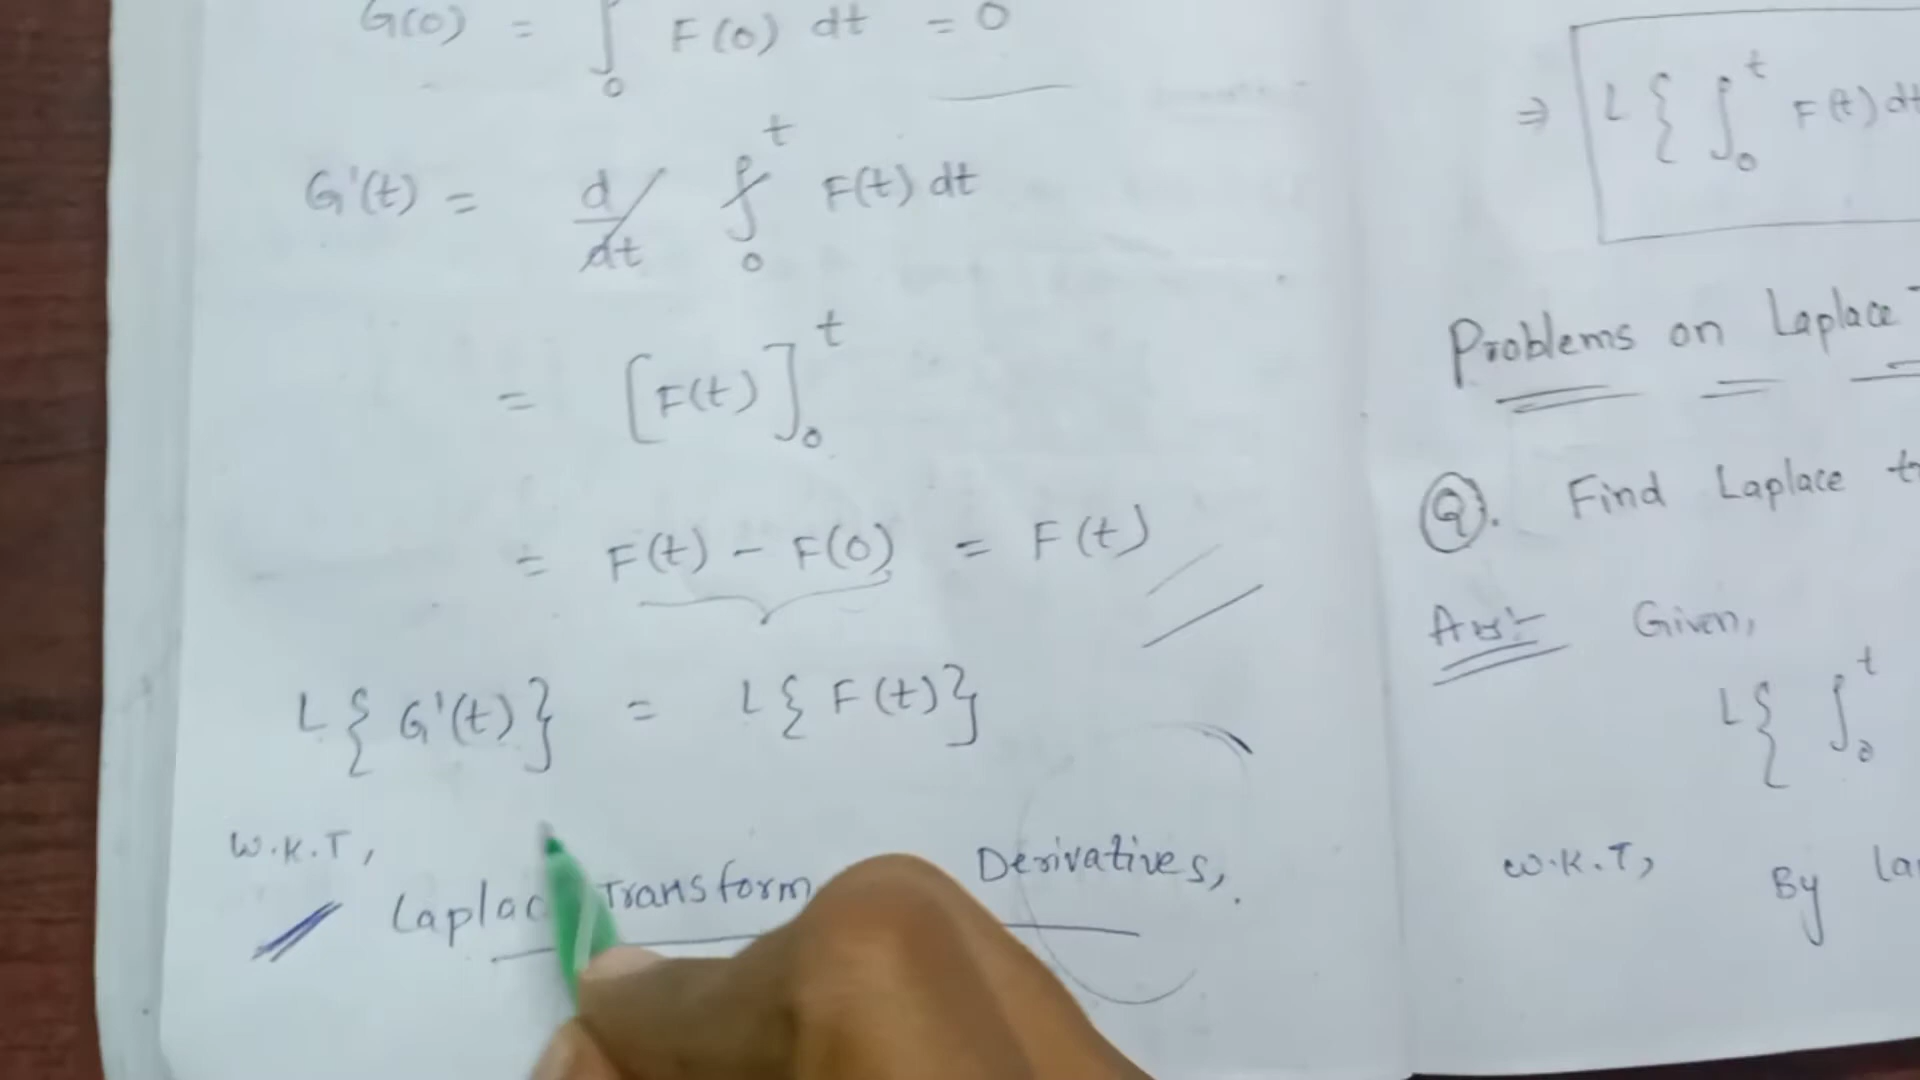 G(0) = ∫₀ F(0) dt = 0
G'(t) = d/dt ∫₀ᵗ F(t) dt
= [F(t)]₀ᵗ
= F(t) - F(0) = F(t)
L{G'(t)} = L{F(t)}
W.K.T,
Laplac Transform Derivatives,.
⇒ L{∫₀ᵗ F(t) dt
Problems on Laplace
Q. Find Laplace
Ans:- Given,
L{∫₀ᵗ
W.K.T,
By